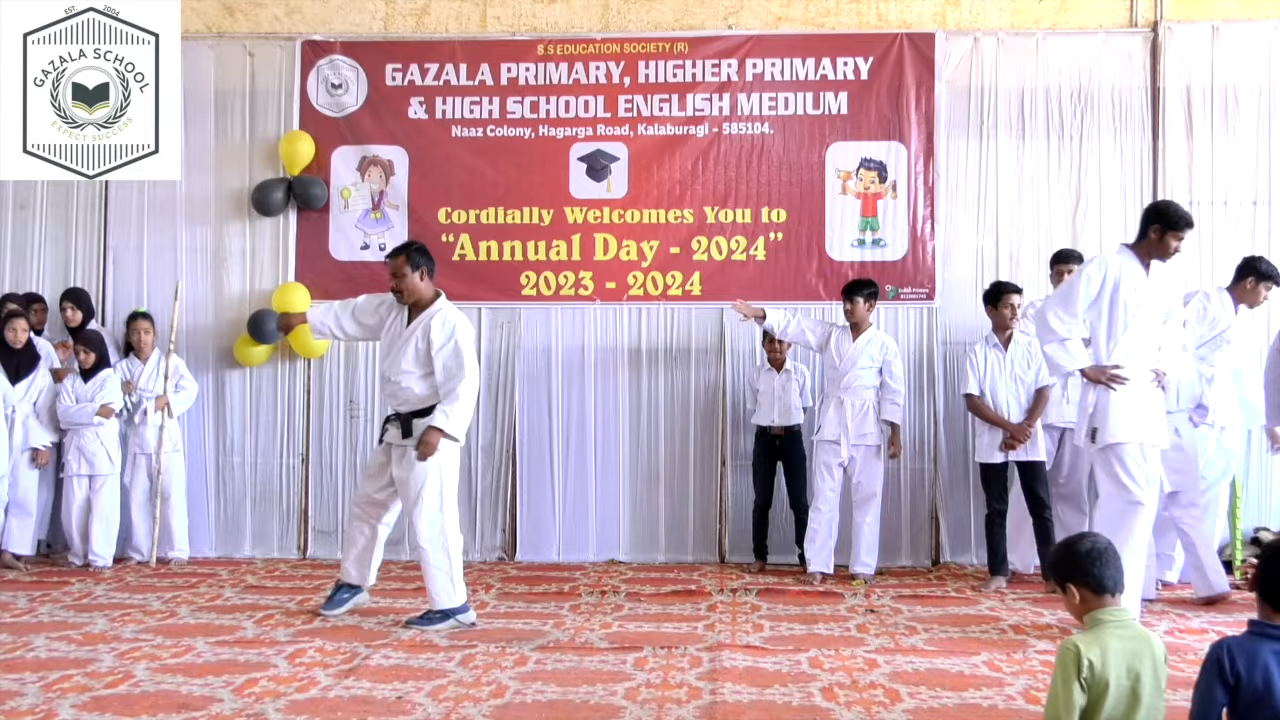 EST. 2004
GAZALA SCHOOL
EXPECT SUCCESS
S.S EDUCATION SOCIETY (R)
GAZALA PRIMARY, HIGHER PRIMARY
& HIGH SCHOOL ENGLISH MEDIUM
Naaz Colony, Hagarga Road, Kalaburagi - 585104.
Cordially Welcomes You to
"Annual Day - 2024"
2023 - 2024